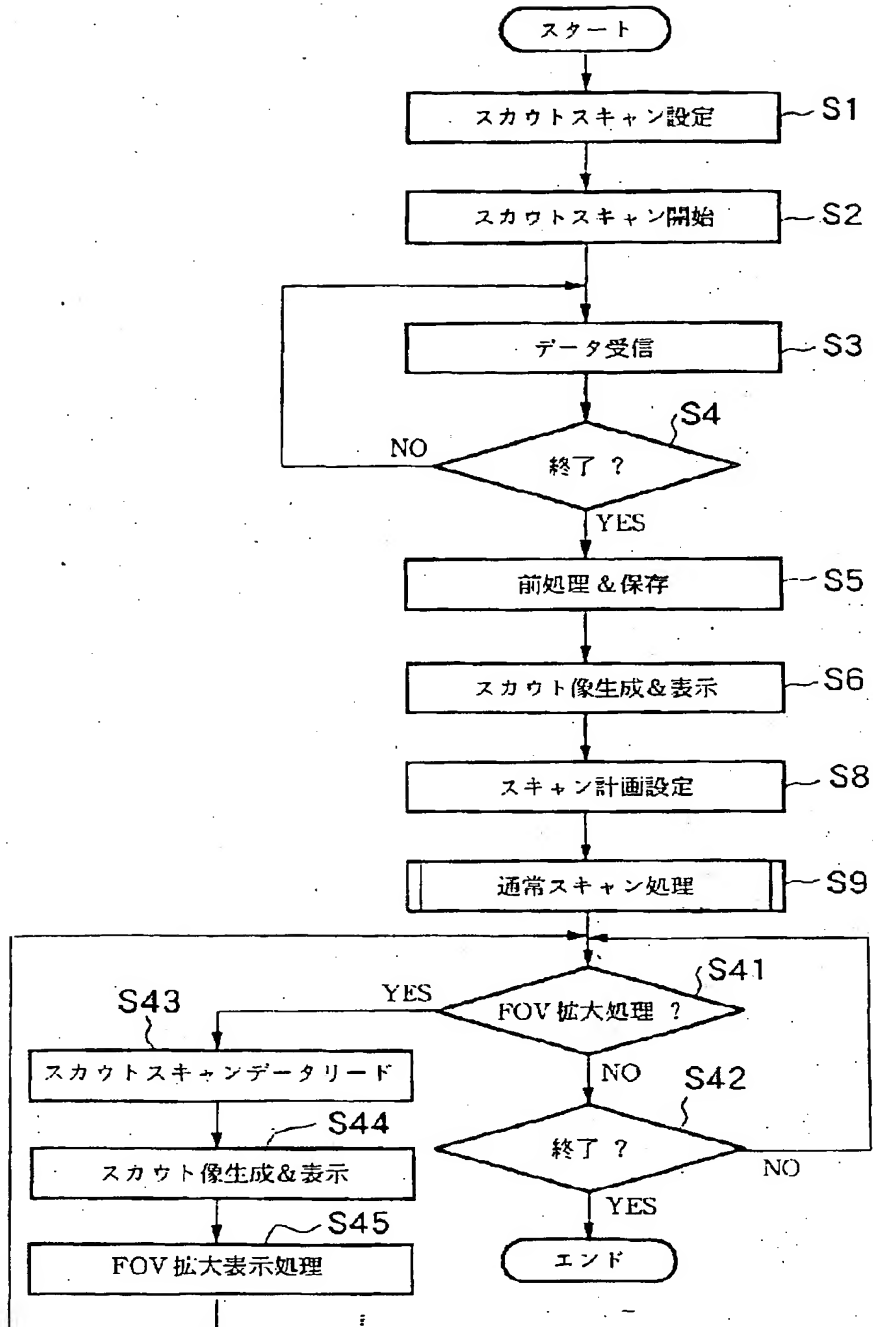 スタート
スカウトスキャン設定 S1
スカウトスキャン開始 S2
データ受信 S3
S4
NO
終了 ?
YES
前処理&保存 S5
スカウト像生成&表示 S6
スキャン計画設定 S8
通常スキャン処理 S9
S41
YES
FOV拡大処理 ?
S43
NO
スカウトスキャンデータリード
S42
S44
終了 ?
スカウト像生成&表示
NO
S45
YES
FOV拡大表示処理
エンド